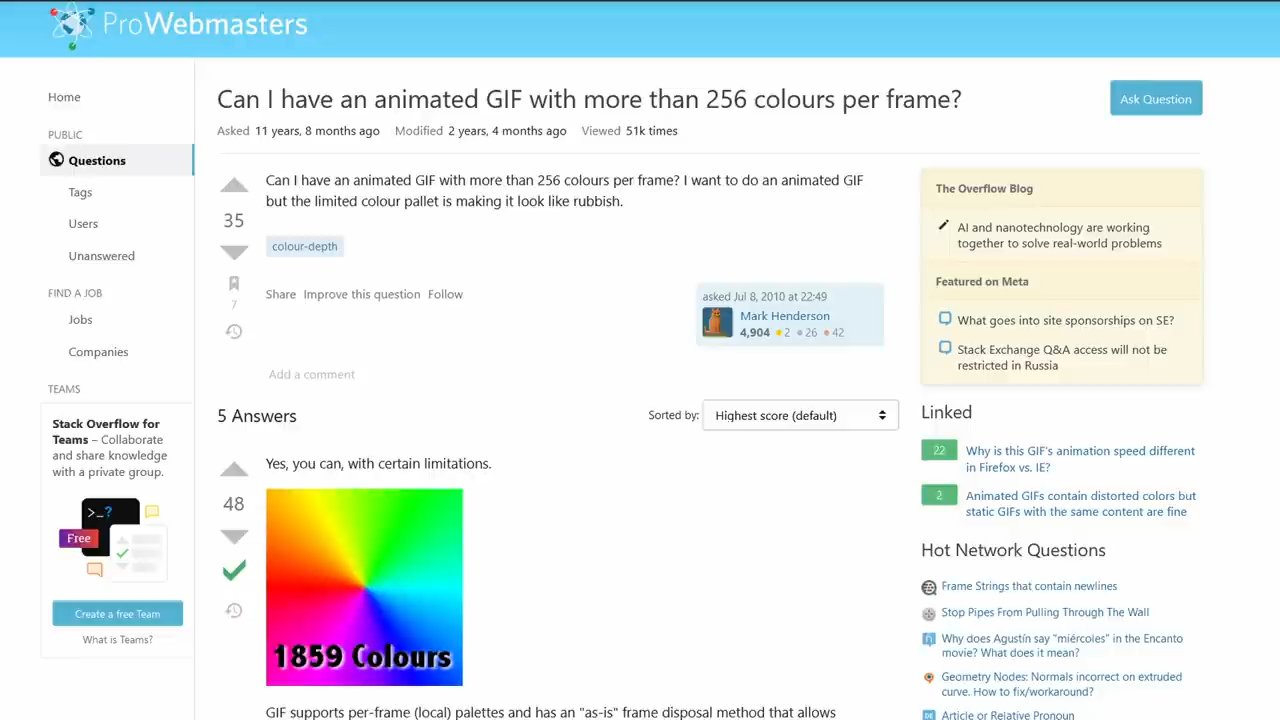 ProWebmasters
Home
PUBLIC
Questions
Tags
Users
Unanswered
FIND A JOB
Jobs
Companies
TEAMS
Stack Overflow for
Teams – Collaborate
and share knowledge
with a private group.
>_?
Free
Create a free Team
What is Teams?
Can I have an animated GIF with more than 256 colours per frame?
Ask Question
Asked 11 years, 8 months ago Modified 2 years, 4 months ago Viewed 51k times
35
7
Can I have an animated GIF with more than 256 colours per frame? I want to do an animated GIF
but the limited colour pallet is making it look like rubbish.
colour-depth
Share Improve this question Follow
asked Jul 8, 2010 at 22:49
Mark Henderson
4,904 2 26 42
Add a comment
5 Answers
Sorted by: Highest score (default)
48
Yes, you can, with certain limitations.
1859 Colours
GIF supports per-frame (local) palettes and has an "as-is" frame disposal method that allows
The Overflow Blog
AI and nanotechnology are working
together to solve real-world problems
Featured on Meta
What goes into site sponsorships on SE?
Stack Exchange Q&A access will not be
restricted in Russia
Linked
22 Why is this GIF's animation speed different
in Firefox vs. IE?
2 Animated GIFs contain distorted colors but
static GIFs with the same content are fine
Hot Network Questions
Frame Strings that contain newlines
Stop Pipes From Pulling Through The Wall
Why does Agustín say "miércoles" in the Encanto
movie? What does it mean?
Geometry Nodes: Normals incorrect on extruded
curve. How to fix/workaround?
DE Article or Relative Pronoun